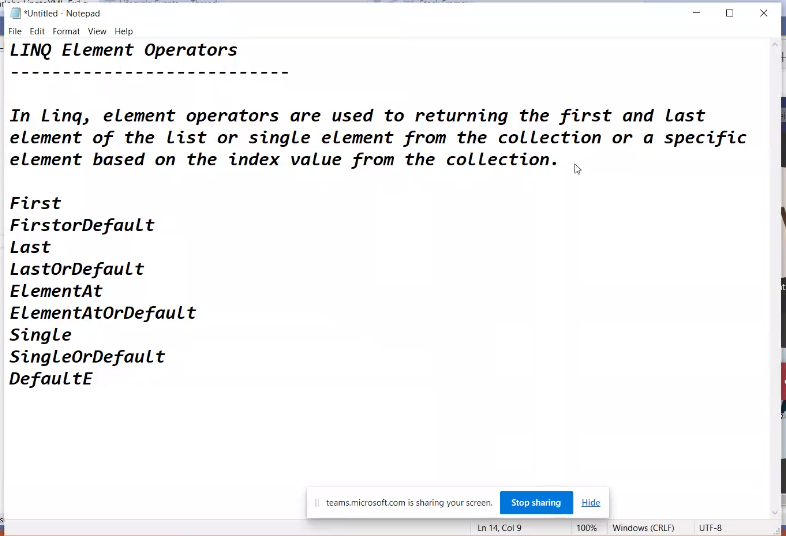 *Untitled - Notepad
File Edit Format View Help
LINQ Element Operators
---------------------------
In Linq, element operators are used to returning the first and last
element of the list or single element from the collection or a specific
element based on the index value from the collection.
First
FirstorDefault
Last
LastOrDefault
ElementAt
ElementAtOrDefault
Single
SingleOrDefault
DefaultE
teams.microsoft.com is sharing your screen. Stop sharing Hide
Ln 14, Col 9 100% Windows (CRLF) UTF-8